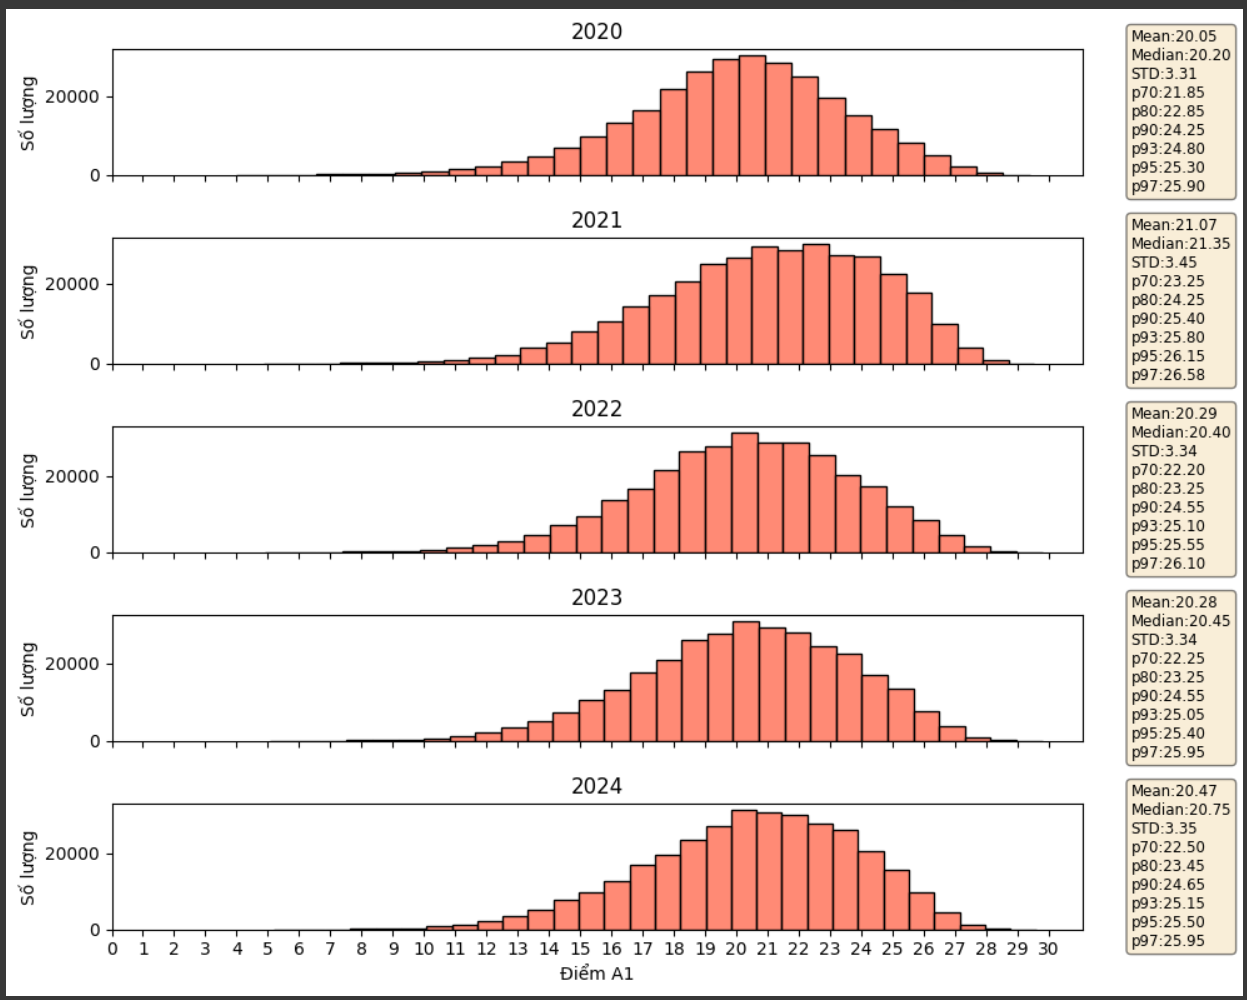 2020
Số lượng
20000
0
Mean:20.05
Median:20.20
STD:3.31
p70:21.85
p80:22.85
p90:24.25
p93:24.80
p95:25.30
p97:25.90
2021
Số lượng
20000
0
Mean:21.07
Median:21.35
STD:3.45
p70:23.25
p80:24.25
p90:25.40
p93:25.80
p95:26.15
p97:26.58
2022
Số lượng
20000
0
Mean:20.29
Median:20.40
STD:3.34
p70:22.20
p80:23.25
p90:24.55
p93:25.10
p95:25.55
p97:26.10
2023
Số lượng
20000
0
Mean:20.28
Median:20.45
STD:3.34
p70:22.25
p80:23.25
p90:24.55
p93:25.05
p95:25.40
p97:25.95
2024
Số lượng
20000
0
Mean:20.47
Median:20.75
STD:3.35
p70:22.50
p80:23.45
p90:24.65
p93:25.15
p95:25.50
p97:25.95
0 1 2 3 4 5 6 7 8 9 10 11 12 13 14 15 16 17 18 19 20 21 22 23 24 25 26 27 28 29 30
Điểm A1